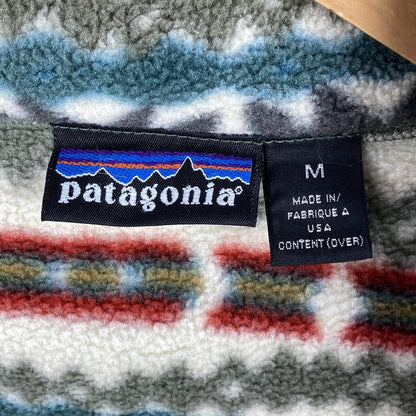 patagonia®
M
MADE IN/
FABRIQUE A
USA
CONTENT (OVER)